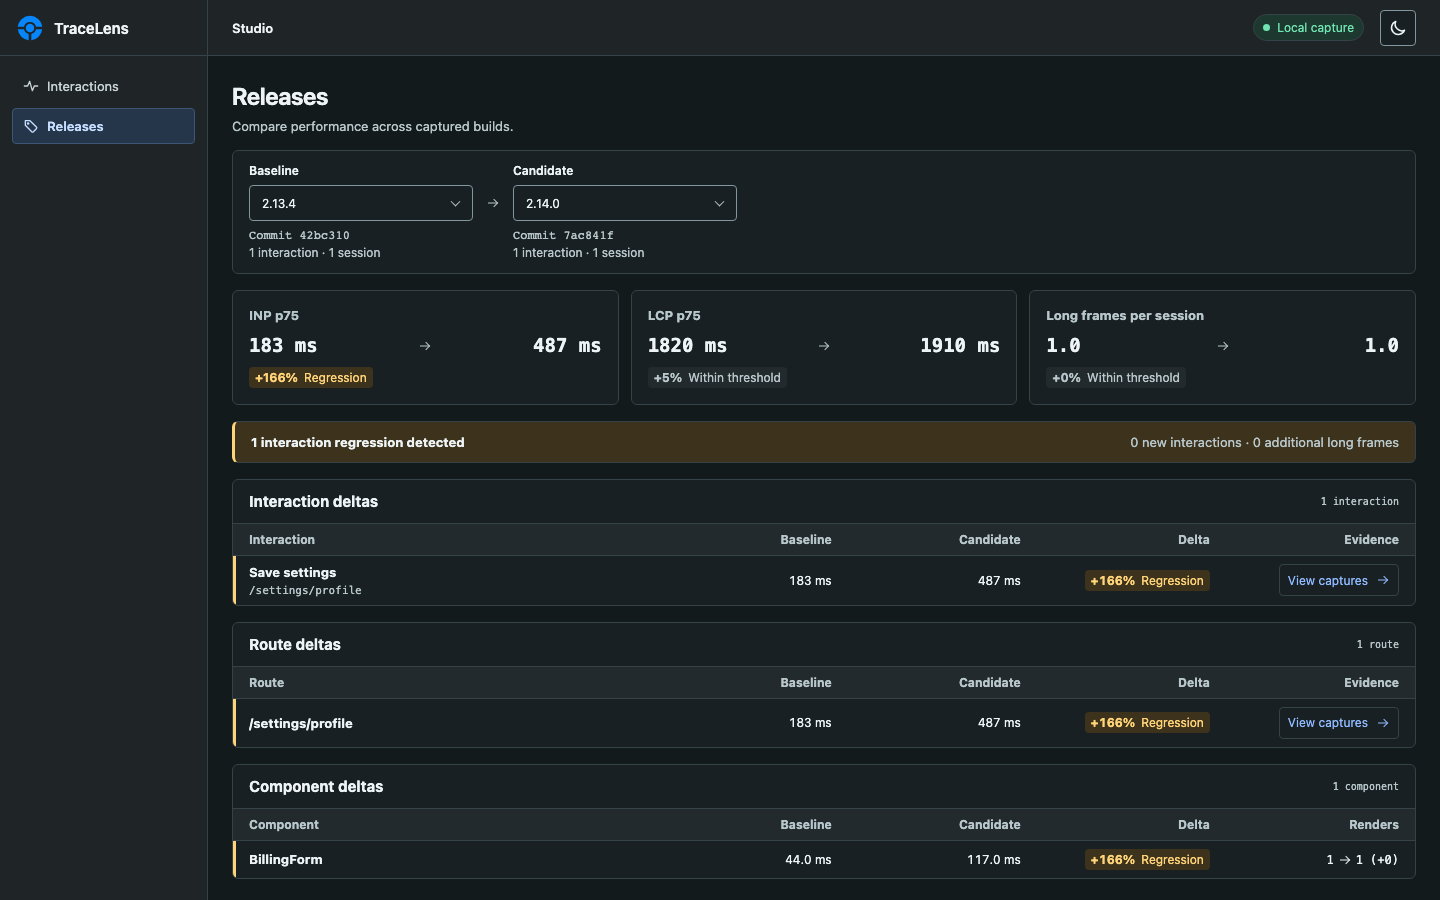 TraceLens
Studio
Local capture
Interactions
Releases
Releases
Compare performance across captured builds.
Baseline
Candidate
2.13.4
→
2.14.0
Commit 42bc310
Commit 7ac841f
1 interaction · 1 session
1 interaction · 1 session
INP p75
183 ms → 487 ms
+166% Regression
LCP p75
1820 ms → 1910 ms
+5% Within threshold
Long frames per session
1.0 → 1.0
+0% Within threshold
1 interaction regression detected
0 new interactions · 0 additional long frames
Interaction deltas
1 interaction
Interaction Baseline Candidate Delta Evidence
Save settings
/settings/profile
183 ms 487 ms +166% Regression View captures →
Route deltas
1 route
Route Baseline Candidate Delta Evidence
/settings/profile 183 ms 487 ms +166% Regression View captures →
Component deltas
1 component
Component Baseline Candidate Delta Renders
BillingForm 44.0 ms 117.0 ms +166% Regression 1 → 1 (+0)